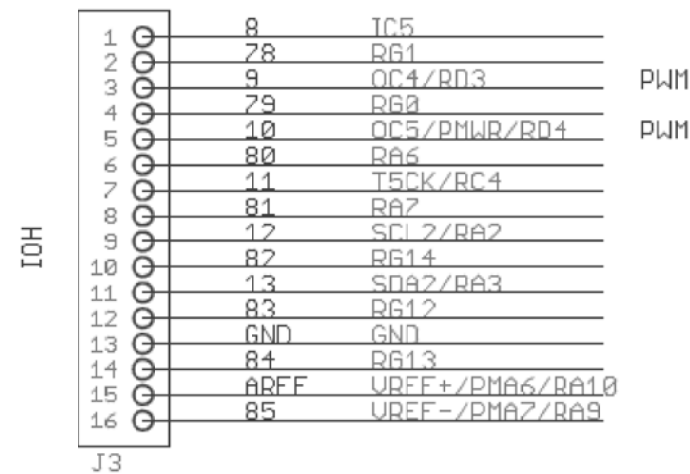 1 8 IC5
2 78 RG1
3 9 OC4/RD3 PWM
4 79 RG0
5 10 OC5/PMWR/RD4 PWM
6 80 RA6
7 11 T5CK/RC4
8 81 RA7
9 12 SCL2/RA2
10 82 RG14
11 13 SDA2/RA3
12 83 RG12
13 GND GND
14 84 RG13
15 AREF VREF+/PMA6/RA10
16 85 VREF-/PMA7/RA9
IOH
J3